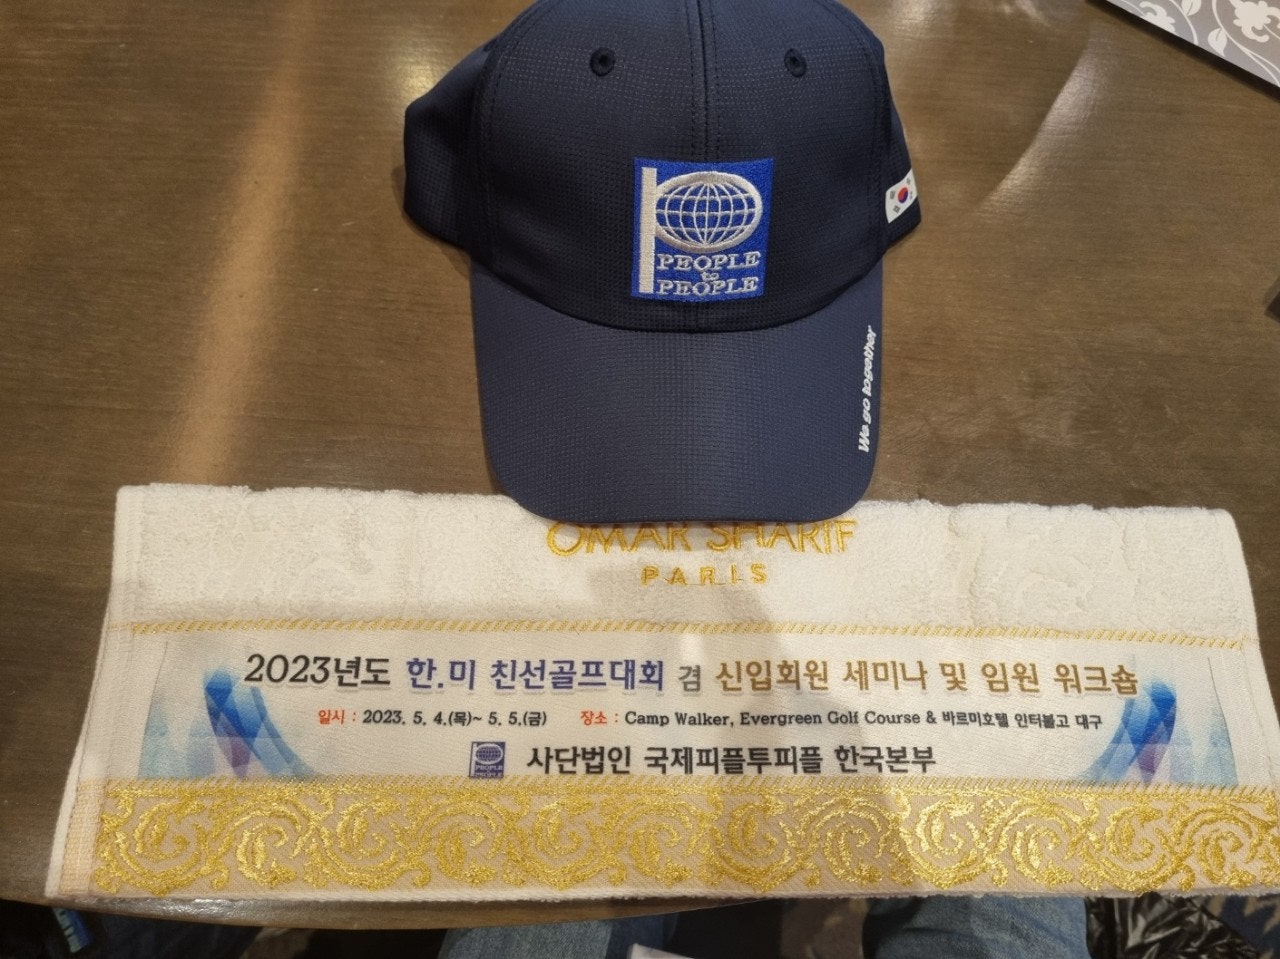 PEOPLE
to
PEOPLE
We go together
OMAR SHARIF
PARIS
2023년도 한.미 친선골프대회 겸 신입회원 세미나 및 임원 워크숍
일시 : 2023. 5. 4.(목)~ 5. 5.(금) 장소 : Camp Walker, Evergreen Golf Course & 바르미호텔 인터불고 대구
PEOPLE
PEOPLE
사단법인 국제피플투피플 한국본부